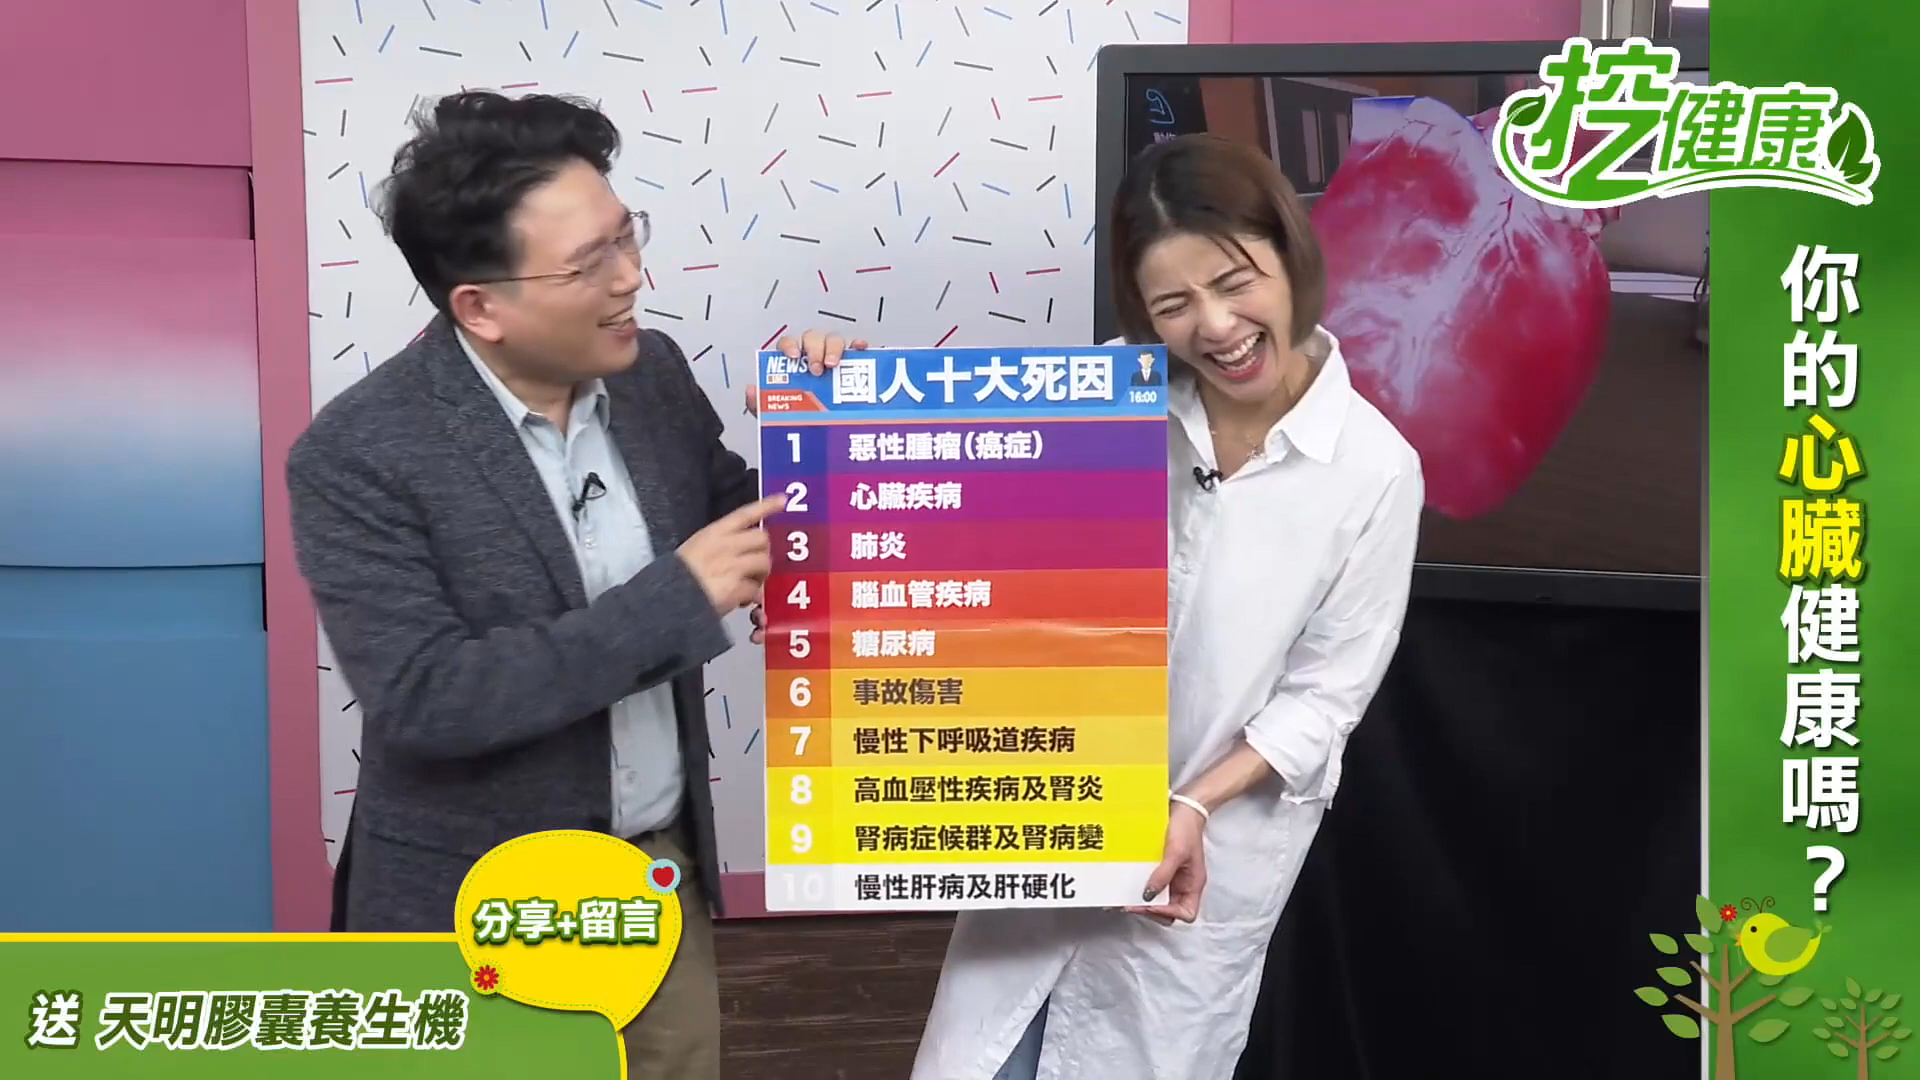 挖健康
你的心臟健康嗎？
NEWS
LIVE
BREAKING NEWS
國人十大死因
16:00
1 惡性腫瘤(癌症)
2 心臟疾病
3 肺炎
4 腦血管疾病
5 糖尿病
6 事故傷害
7 慢性下呼吸道疾病
8 高血壓性疾病及腎炎
9 腎病症候群及腎病變
10 慢性肝病及肝硬化
分享+留言
送 天明膠囊養生機